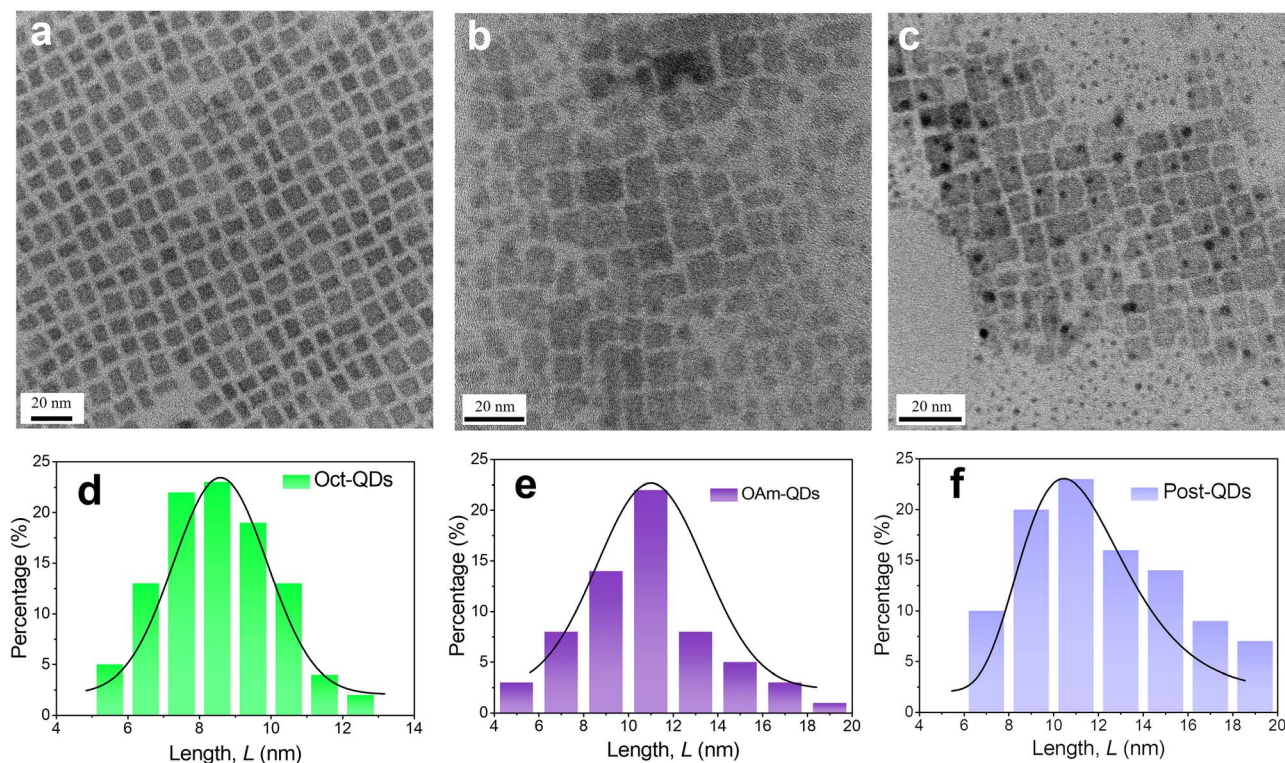 a
b
c
20 nm
20 nm
20 nm
d
Oct-QDs
25
20
15
10
5
0
Percentage (%)
4 6 8 10 12 14
Length, L (nm)
e
OAm-QDs
25
20
15
10
5
0
Percentage (%)
4 6 8 10 12 14 16 18 20
Length, L (nm)
f
Post-QDs
25
20
15
10
5
0
Percentage (%)
4 6 8 10 12 14 16 18 20
Length, L (nm)